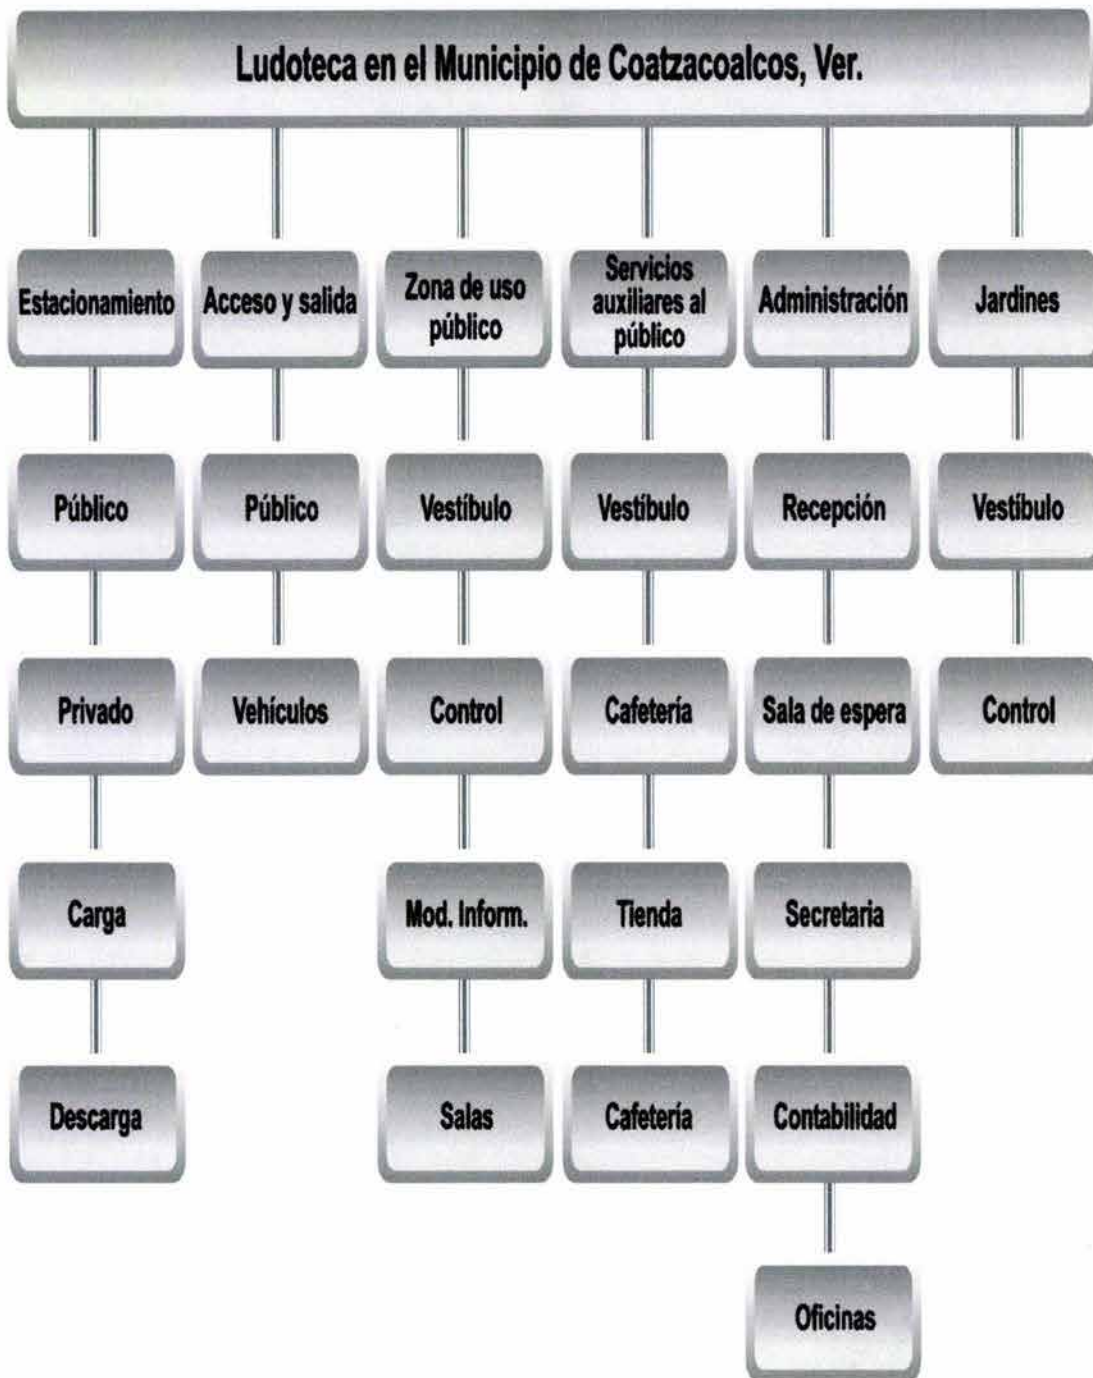 Ludoteca en el Municipio de Coatzacoalcos, Ver.
Estacionamiento
Acceso y salida
Zona de uso
público
Servicios
auxiliares al
público
Administración
Jardines
Público
Público
Vestíbulo
Vestíbulo
Recepción
Vestíbulo
Privado
Vehículos
Control
Cafetería
Sala de espera
Control
Carga
Mod. Inform.
Tienda
Secretaria
Descarga
Salas
Cafetería
Contabilidad
Oficinas